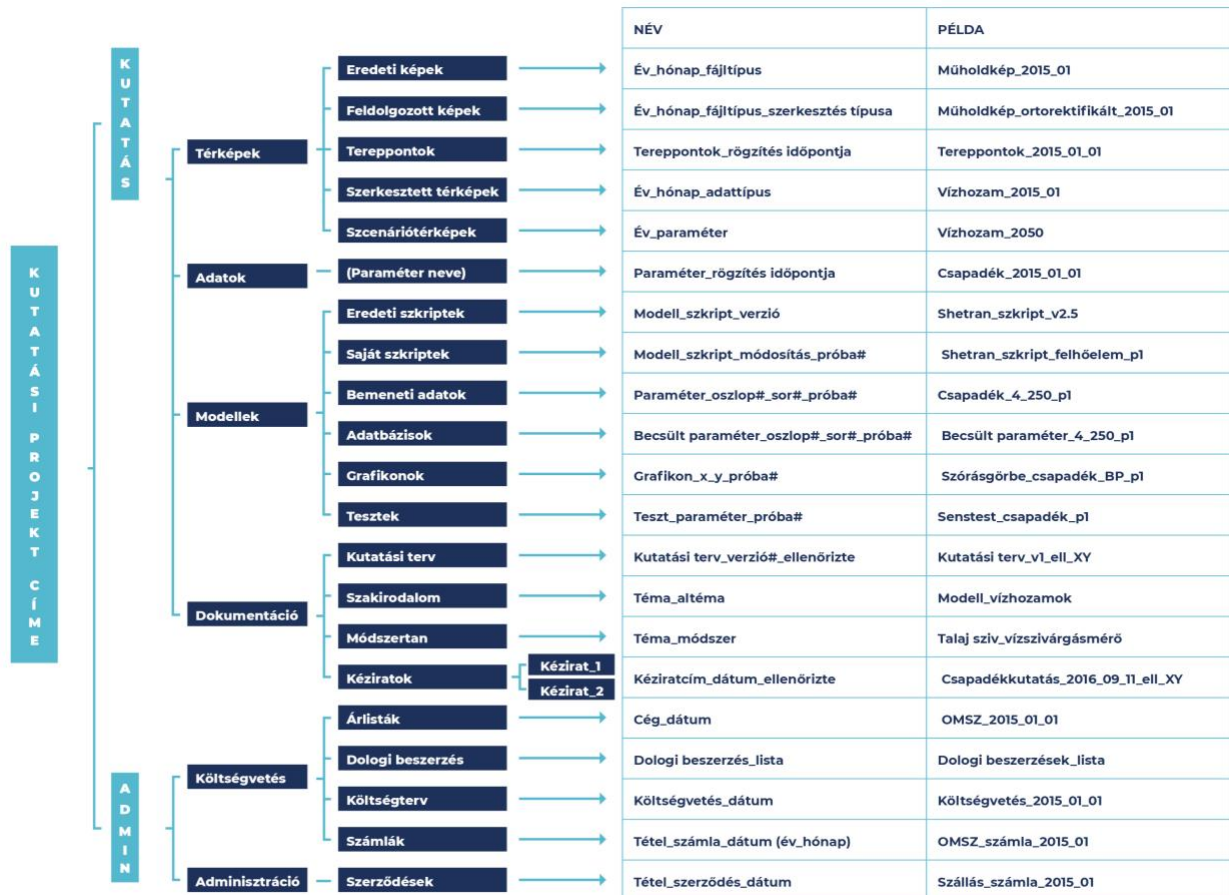 NÉV PÉLDA
KUTATÁSI PROJEKT CÍME
KUTATÁS
Térképek
Eredeti képek Év_hónap_fájltípus Műholdkép_2015_01
Feldolgozott képek Év_hónap_fájltípus_szerkesztés típusa Műholdkép_ortorektifikált_2015_01
Tereppontok Tereppontok_rögzítés időpontja Tereppontok_2015_01_01
Szerkesztett térképek Év_hónap_adattípus Vízhozam_2015_01
Szcenáriótérképek Év_paraméter Vízhozam_2050
Adatok
(Paraméter neve) Paraméter_rögzítés időpontja Csapadék_2015_01_01
Modellek
Eredeti szkriptek Modell_szkript_verzió Shetran_szkript_v2.5
Saját szkriptek Modell_szkript_módosítás_próba# Shetran_szkript_felhőelem_p1
Bemeneti adatok Paraméter_oszlop#_sor#_próba# Csapadék_4_250_p1
Adatbázisok Becsült paraméter_oszlop#_sor#_próba# Becsült paraméter_4_250_p1
Grafikonok Grafikon_x_y_próba# Szórásgörbe_csapadék_BP_p1
Tesztek Teszt_paraméter_próba# Senstest_csapadék_p1
Dokumentáció
Kutatási terv Kutatási terv_verzió#_ellenőrizte Kutatási terv_v1_ell_XY
Szakirodalom Téma_altéma Modell_vízhozamok
Módszertan Téma_módszer Talaj sziv_vízszivárgásmérő
Kéziratok
Kézirat_1
Kézirat_2
Kéziratcím_dátum_ellenőrizte Csapadékkutatás_2016_09_11_ell_XY
ADMIN
Költségvetés
Árlisták Cég_dátum OMSZ_2015_01_01
Dologi beszerzés Dologi beszerzés_lista Dologi beszerzések_lista
Költségterv Költségvetés_dátum Költségvetés_2015_01_01
Számlák Tétel_számla_dátum (év_hónap) OMSZ_számla_2015_01
Adminisztráció
Szerződések Tétel_szerződés_dátum Szállás_számla_2015_01